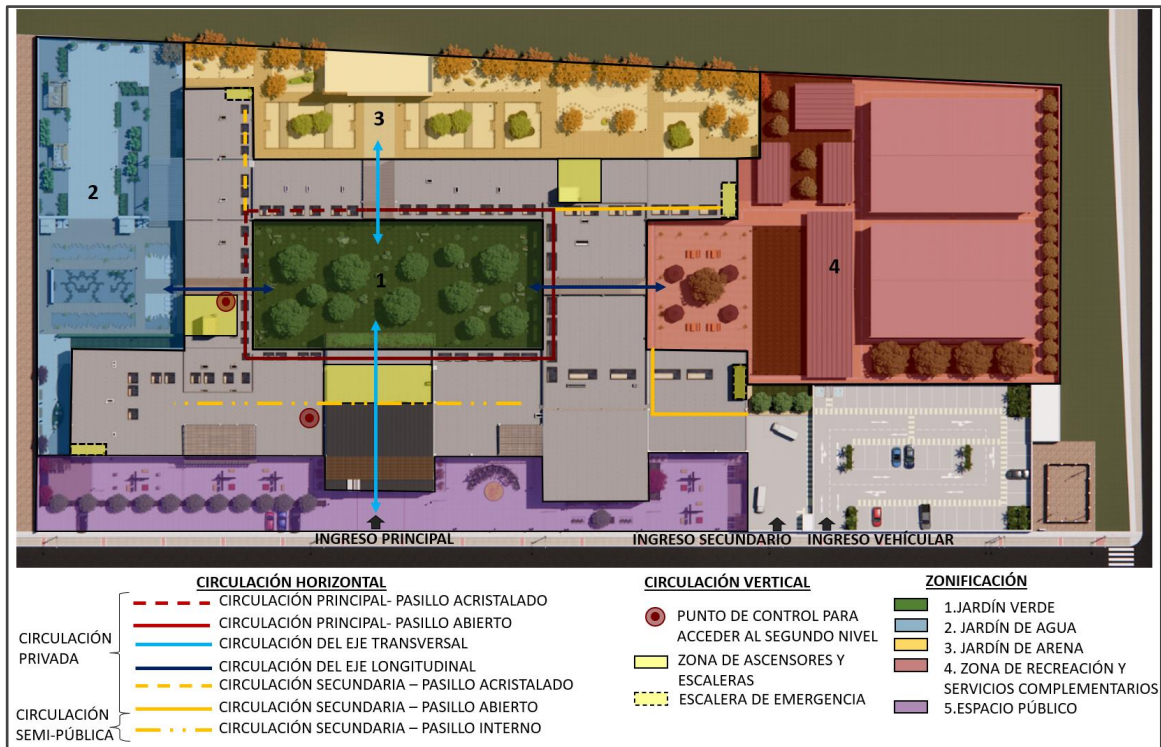 3
2
1
4
INGRESO PRINCIPAL
INGRESO SECUNDARIO
INGRESO VEHÍCULAR
CIRCULACIÓN HORIZONTAL
CIRCULACIÓN PRIVADA
CIRCULACIÓN PRINCIPAL- PASILLO ACRISTALADO
CIRCULACIÓN PRINCIPAL- PASILLO ABIERTO
CIRCULACIÓN DEL EJE TRANSVERSAL
CIRCULACIÓN DEL EJE LONGITUDINAL
CIRCULACIÓN SECUNDARIA – PASILLO ACRISTALADO
CIRCULACIÓN SEMI-PÚBLICA
CIRCULACIÓN SECUNDARIA – PASILLO ABIERTO
CIRCULACIÓN SECUNDARIA – PASILLO INTERNO
CIRCULACIÓN VERTICAL
PUNTO DE CONTROL PARA
ACCEDER AL SEGUNDO NIVEL
ZONA DE ASCENSORES Y
ESCALERAS
ESCALERA DE EMERGENCIA
ZONIFICACIÓN
1.JARDÍN VERDE
2. JARDÍN DE AGUA
3. JARDÍN DE ARENA
4. ZONA DE RECREACIÓN Y
SERVICIOS COMPLEMENTARIOS
5.ESPACIO PÚBLICO